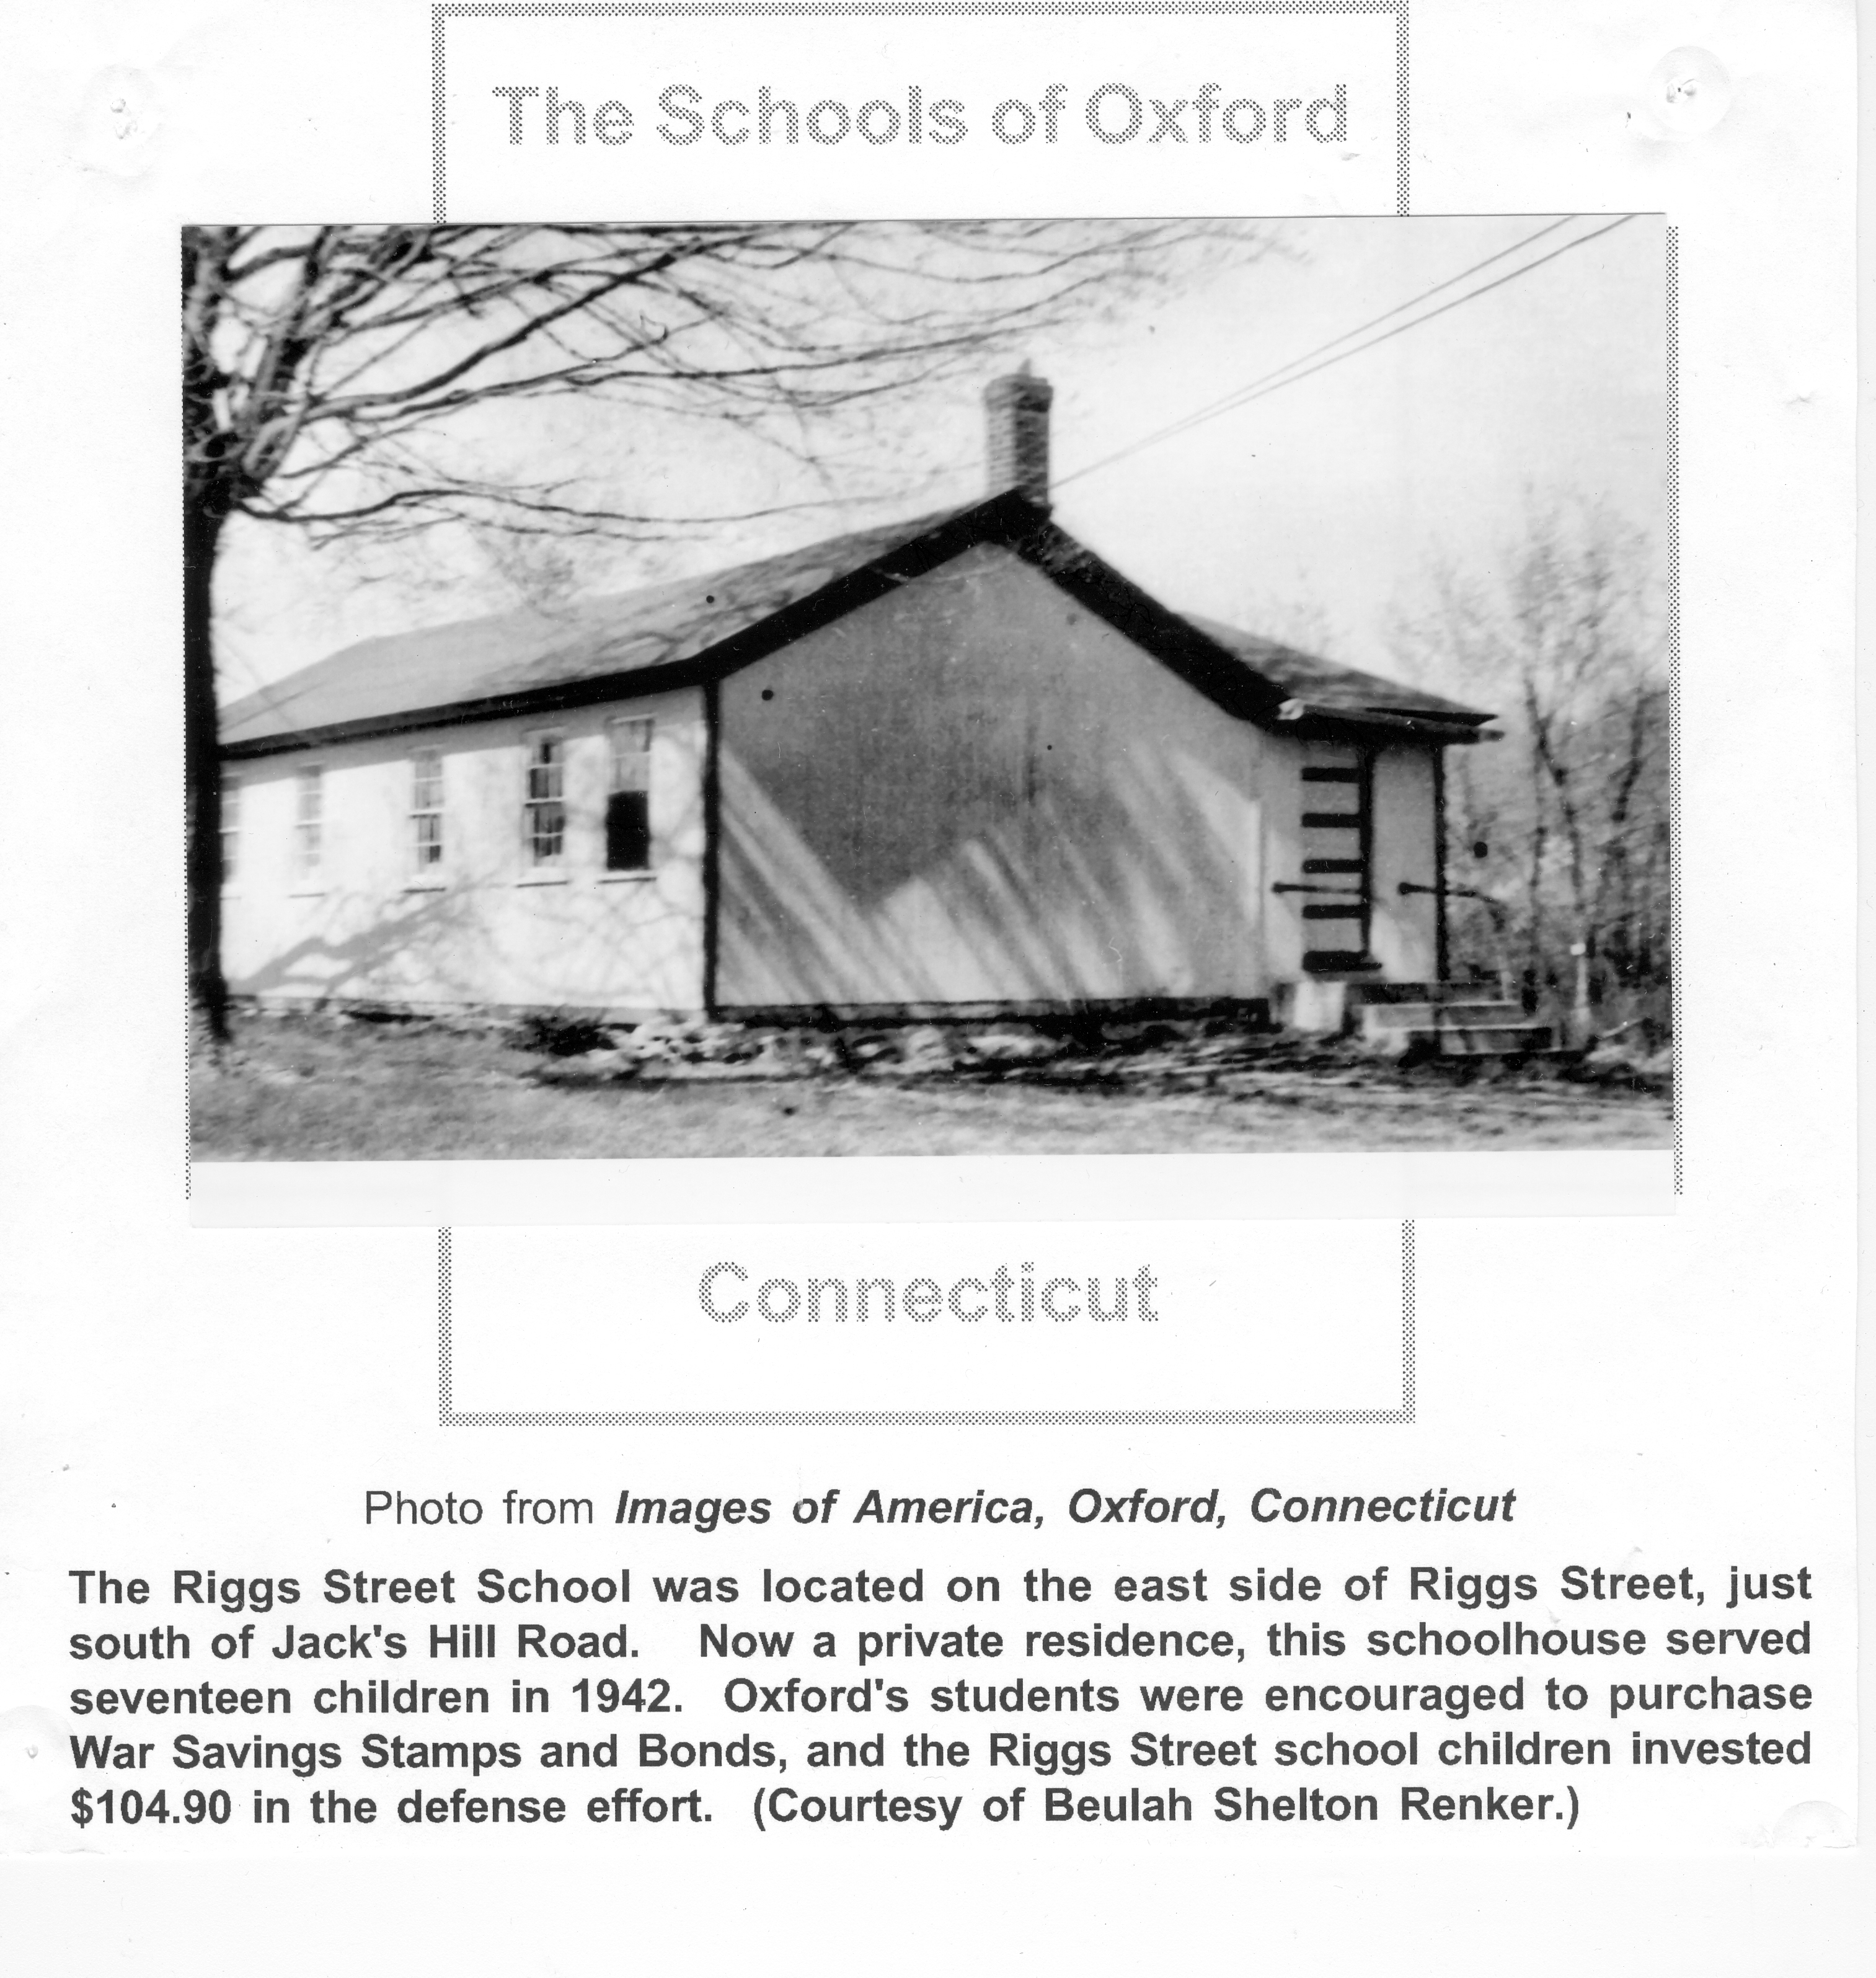 The Schools of Oxford
Connecticut
Photo from Images of America, Oxford, Connecticut
The Riggs Street School was located on the east side of Riggs Street, just
south of Jack's Hill Road. Now a private residence, this schoolhouse served
seventeen children in 1942. Oxford's students were encouraged to purchase
War Savings Stamps and Bonds, and the Riggs Street school children invested
$104.90 in the defense effort. (Courtesy of Beulah Shelton Renker.)